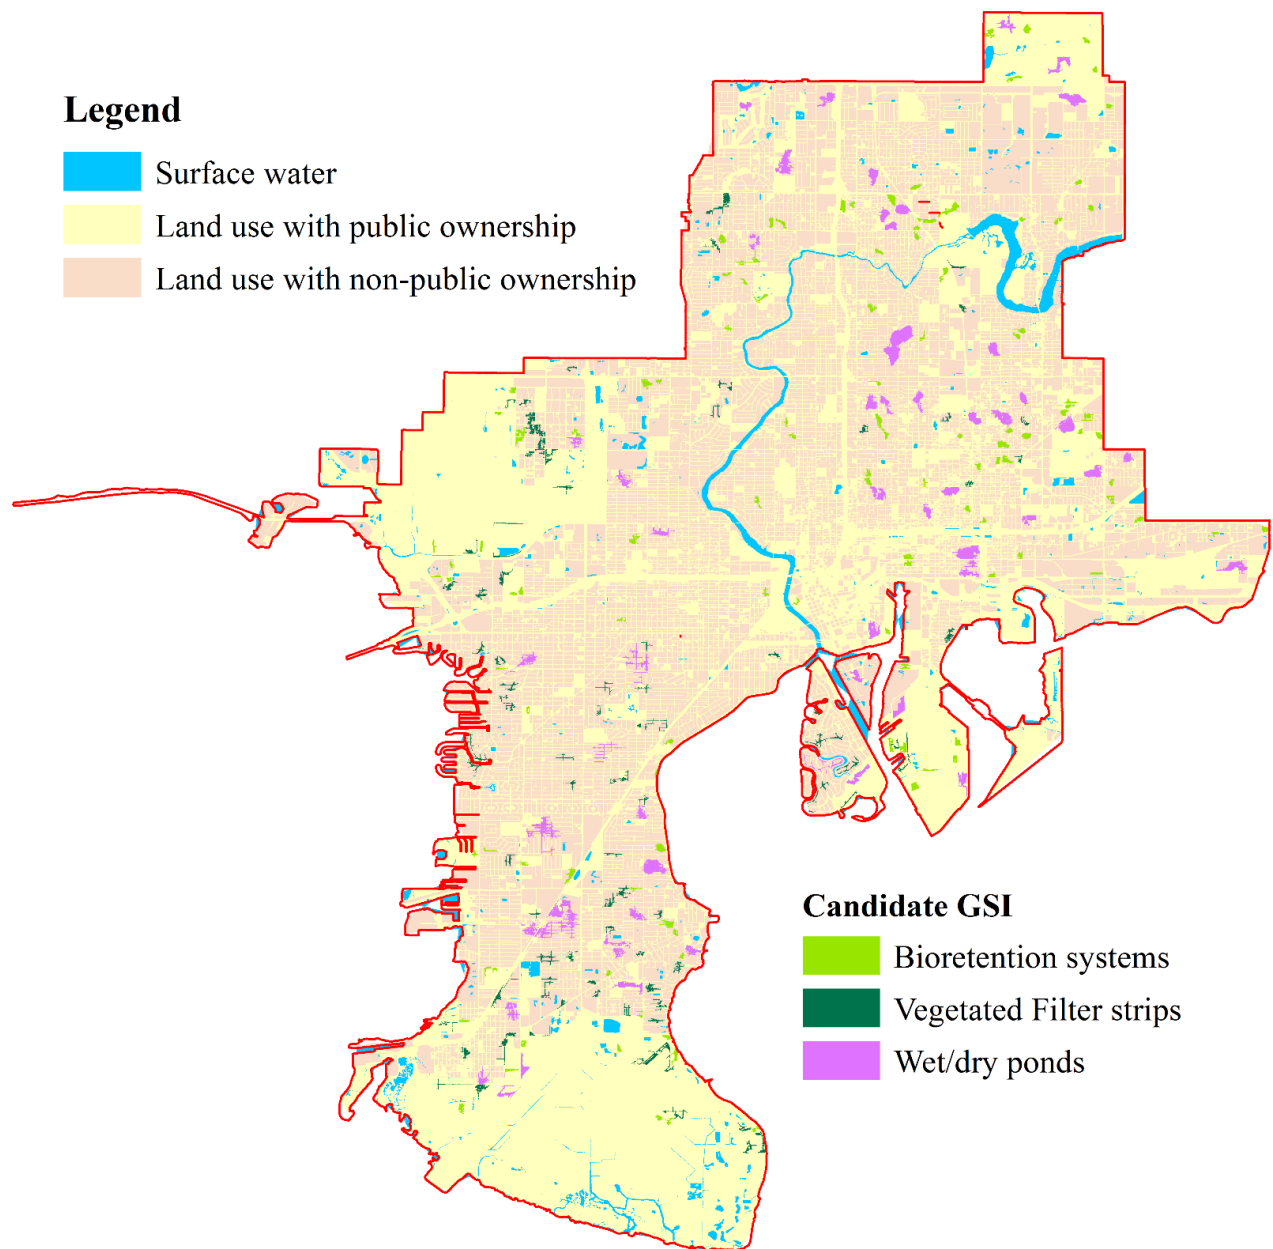 Legend
Surface water
Land use with public ownership
Land use with non-public ownership
Candidate GSI
Bioretention systems
Vegetated Filter strips
Wet/dry ponds